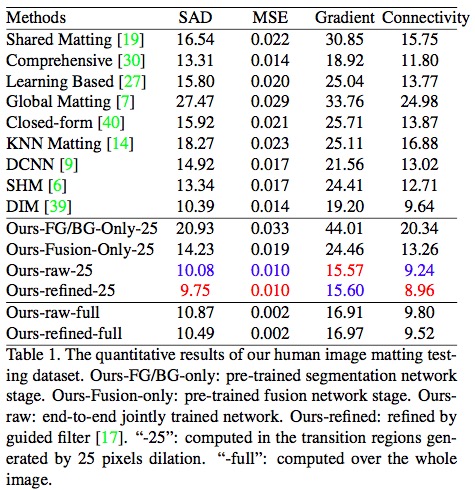 Methods SAD MSE Gradient Connectivity
Shared Matting [19] 16.54 0.022 30.85 15.75
Comprehensive [30] 13.31 0.014 18.92 11.80
Learning Based [27] 15.80 0.020 25.04 13.77
Global Matting [7] 27.47 0.029 33.76 24.98
Closed-form [40] 15.92 0.021 25.71 13.87
KNN Matting [14] 18.27 0.023 25.11 16.88
DCNN [9] 14.92 0.017 21.56 13.02
SHM [6] 13.34 0.017 24.41 12.71
DIM [39] 10.39 0.014 19.20 9.64
Ours-FG/BG-Only-25 20.93 0.033 44.01 20.34
Ours-Fusion-Only-25 14.23 0.019 24.46 13.26
Ours-raw-25 10.08 0.010 15.57 9.24
Ours-refined-25 9.75 0.010 15.60 8.96
Ours-raw-full 10.87 0.002 16.91 9.80
Ours-refined-full 10.49 0.002 16.97 9.52
Table 1. The quantitative results of our human image matting test-
ing dataset. Ours-FG/BG-only: pre-trained segmentation network
stage. Ours-Fusion-only: pre-trained fusion network stage. Ours-
raw: end-to-end jointly trained network. Ours-refined: refined by
guided filter [17]. “-25”: computed in the transition regions gen-
erated by 25 pixels dilation. “-full”: computed over the whole
image.